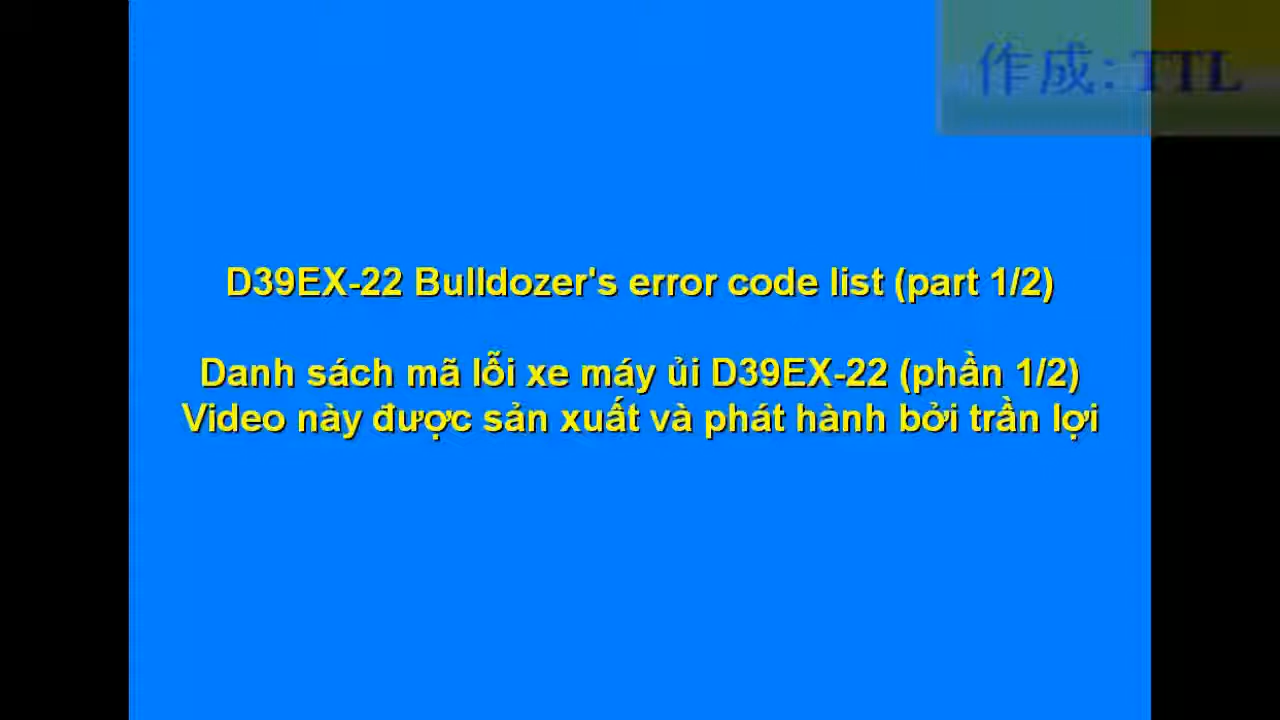 作成: TTL
D39EX-22 Bulldozer's error code list (part 1/2)
Danh sách mã lỗi xe máy ủi D39EX-22 (phần 1/2)
Video này được sản xuất và phát hành bởi trần lợi